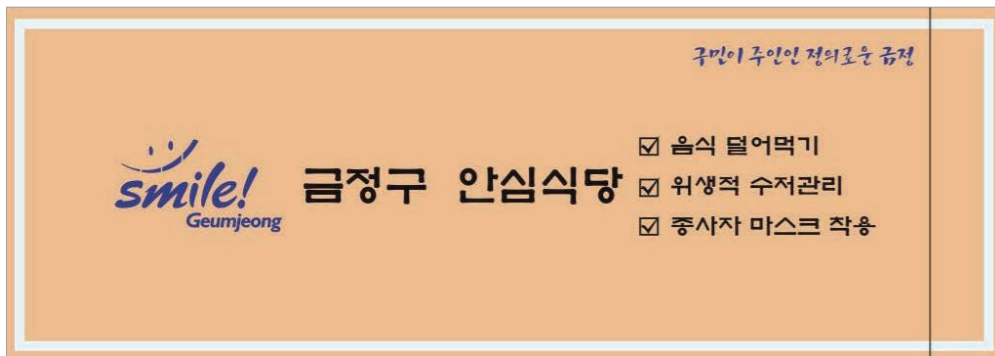 구민이 주인인 정의로운 금정
smile!
Geumjeong
금정구 안심식당
☑ 음식 덜어먹기
☑ 위생적 수저관리
☑ 종사자 마스크 착용